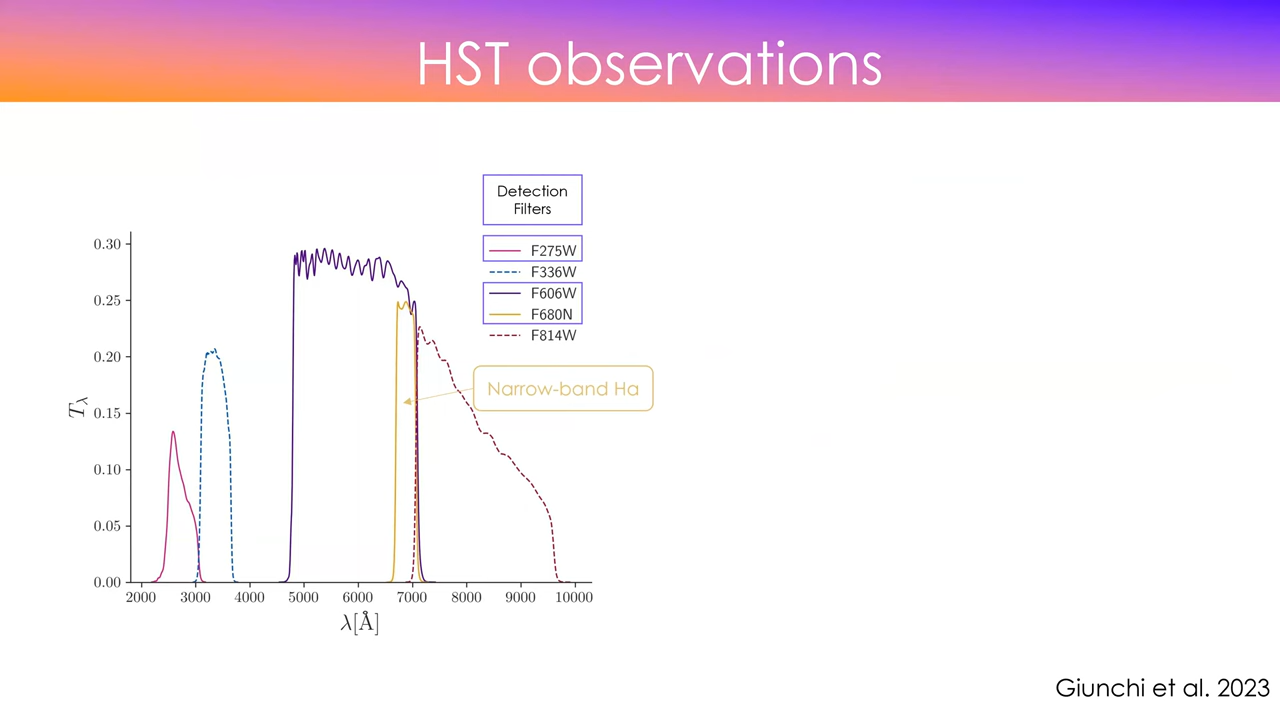 HST observations
Detection
Filters
F275W
F336W
F606W
F680N
F814W
Narrow-band Ha
0.30
0.25
0.20
0.15
0.10
0.05
0.00
Tλ
2000 3000 4000 5000 6000 7000 8000 9000 10000
λ[Å]
Giunchi et al. 2023